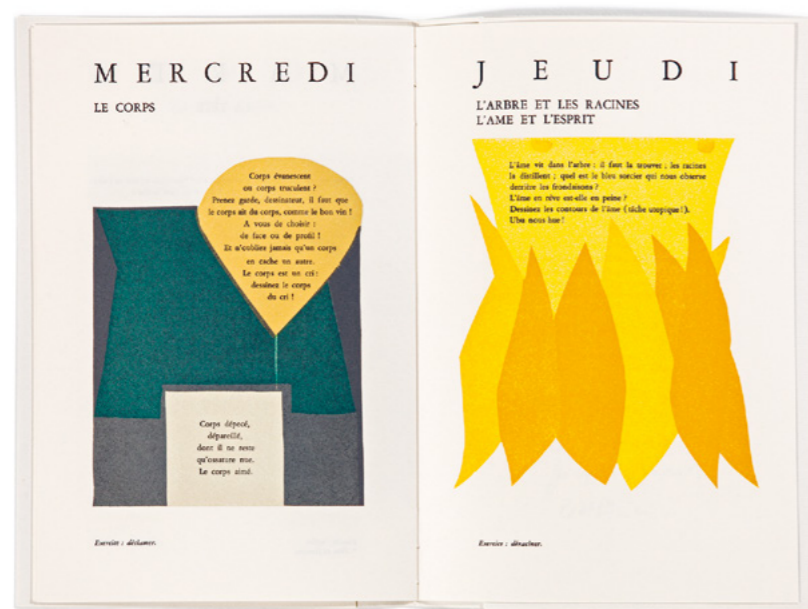 MERCREDI
LE CORPS
Corps évanescent
ou corps truculent ?
Prenez garde, dessinateur, il faut que
le corps ait du corps, comme le bon vin !
A vous de choisir :
de face ou de profil !
Et n'oubliez jamais qu'un corps
en cache un autre.
Le corps est un cri :
dessinez le corps
du cri !
Corps dépecé,
dépareillé,
dont il ne reste
qu'ossature nue.
Le corps aimé.
Exercice : déclamer.
JEUDI
L'ARBRE ET LES RACINES
L'AME ET L'ESPRIT
L'âme vit dans l'arbre : il faut la trouver ; les racines
la distillent ; quel est le bleu sorcier qui nous observe
derrière les frondaisons ?
L'âme en rêve est-elle en peine ?
Dessinez les contours de l'âme (tâche utopique !).
Ubu nous hue !
Exercice : déraciner.